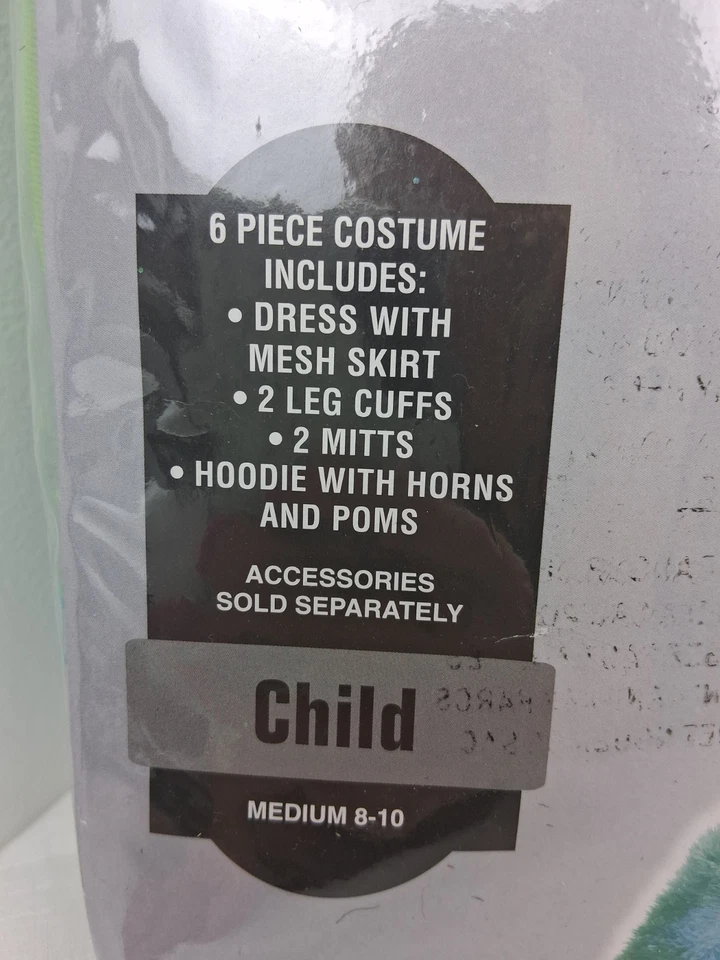 6 PIECE COSTUME
INCLUDES:
• DRESS WITH
MESH SKIRT
• 2 LEG CUFFS
• 2 MITTS
• HOODIE WITH HORNS
AND POMS
ACCESSORIES
SOLD SEPARATELY
Child
MEDIUM 8-10